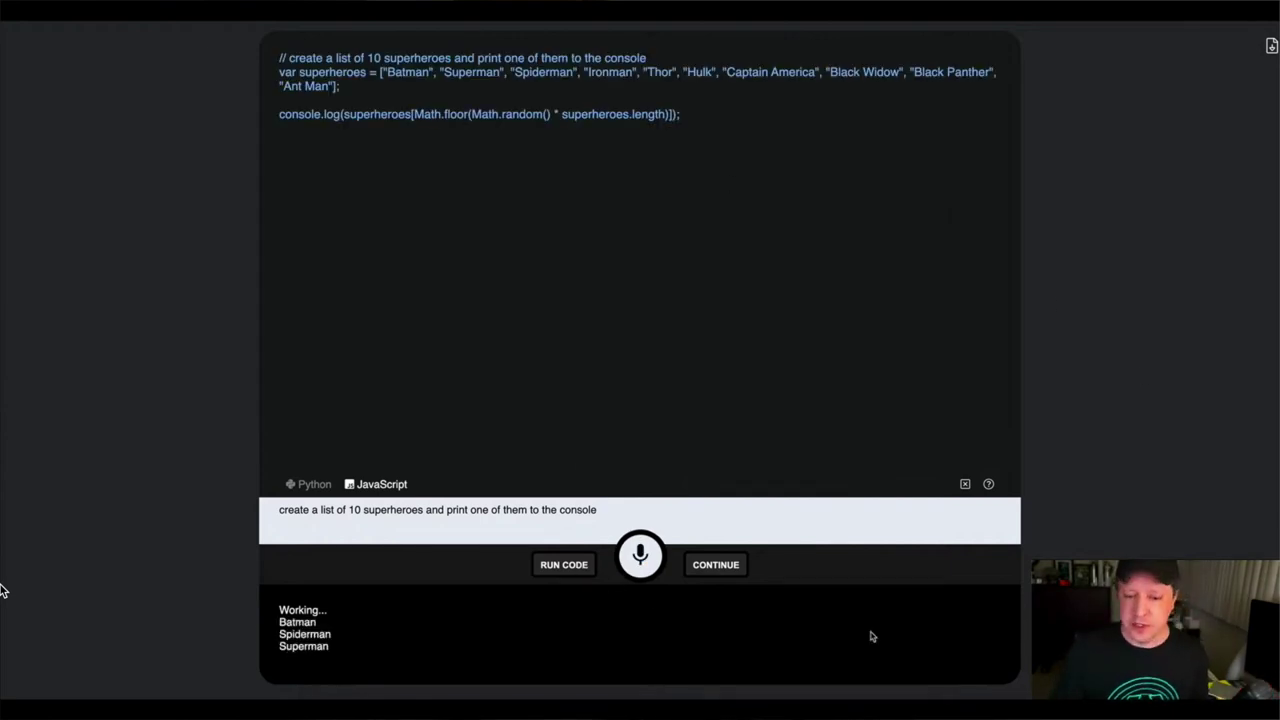 // create a list of 10 superheroes and print one of them to the console
var superheroes = ["Batman", "Superman", "Spiderman", "Ironman", "Thor", "Hulk", "Captain America", "Black Widow", "Black Panther",
"Ant Man"];
console.log(superheroes[Math.floor(Math.random() * superheroes.length)]);
Python JavaScript
create a list of 10 superheroes and print one of them to the console
RUN CODE CONTINUE
Working...
Batman
Spiderman
Superman